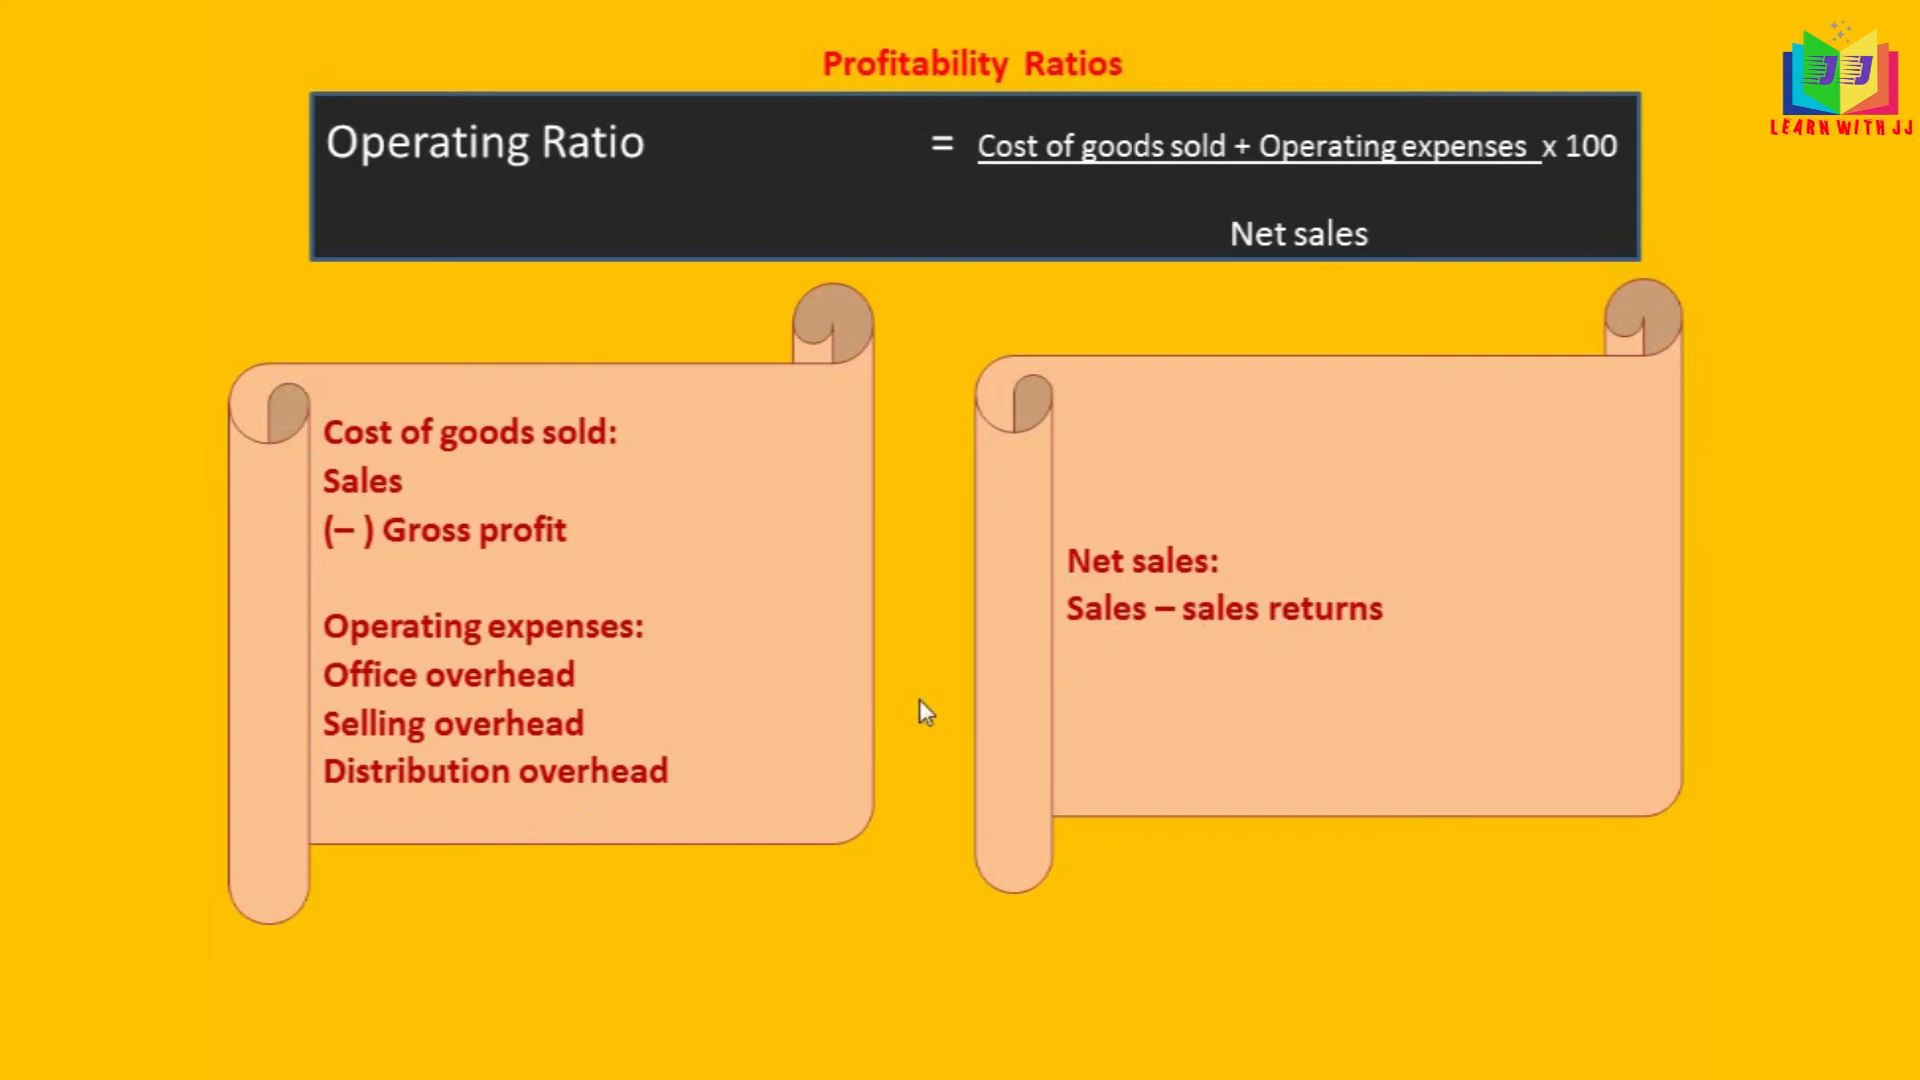 Profitability Ratios
Operating Ratio = Cost of goods sold + Operating expenses x 100
Net sales
Cost of goods sold:
Sales
(– ) Gross profit
Operating expenses:
Office overhead
Selling overhead
Distribution overhead
Net sales:
Sales – sales returns
JJ
LEARN WITH JJ